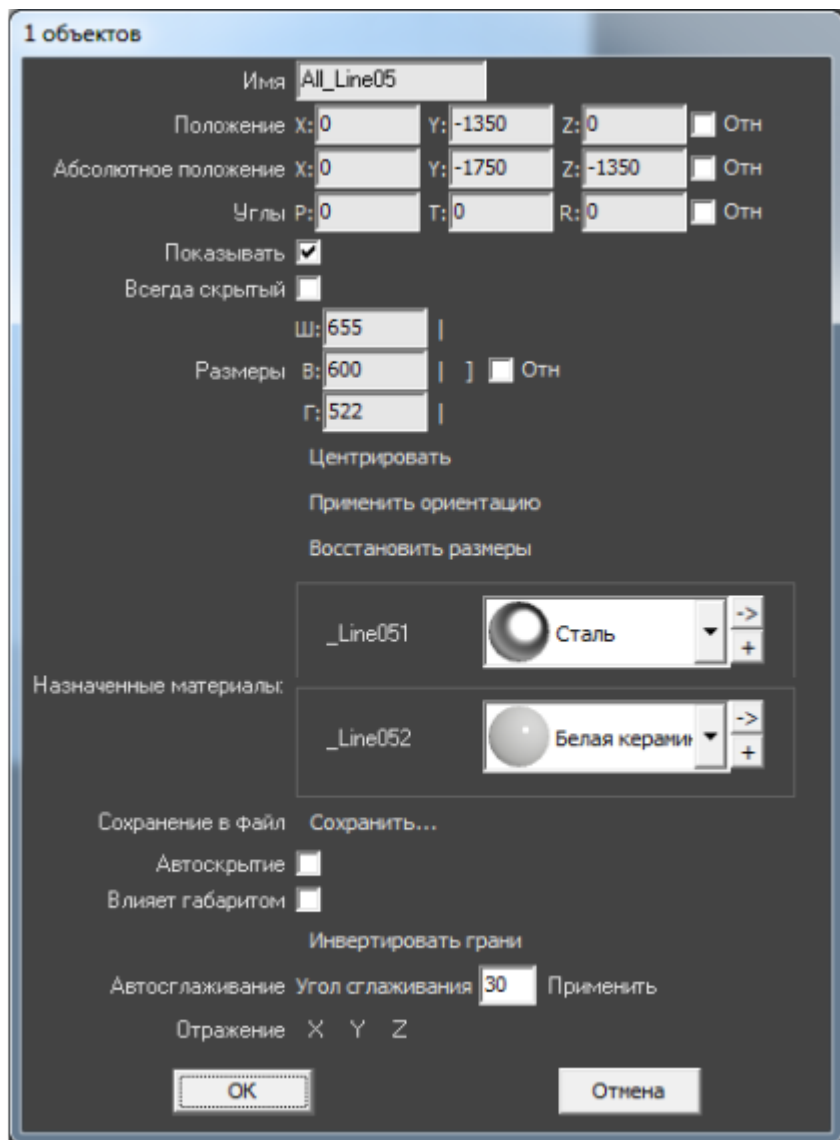 1 объектов
Имя All_Line05
Положение X: 0 Y: -1350 Z: 0 Отн
Абсолютное положение X: 0 Y: -1750 Z: -1350 Отн
Углы P: 0 T: 0 R: 0 Отн
Показывать
Всегда скрытый
Ш: 655 |
Размеры В: 600 | ] Отн
Г: 522 |
Центрировать
Применить ориентацию
Восстановить размеры
_Line051 Сталь ->
+
Назначенные материалы:
_Line052 Белая керами ->
+
Сохранение в файл Сохранить...
Автоскрытие
Влияет габаритом
Инвертировать грани
Автосглаживание Угол сглаживания 30 Применить
Отражение X Y Z
OK Отмена